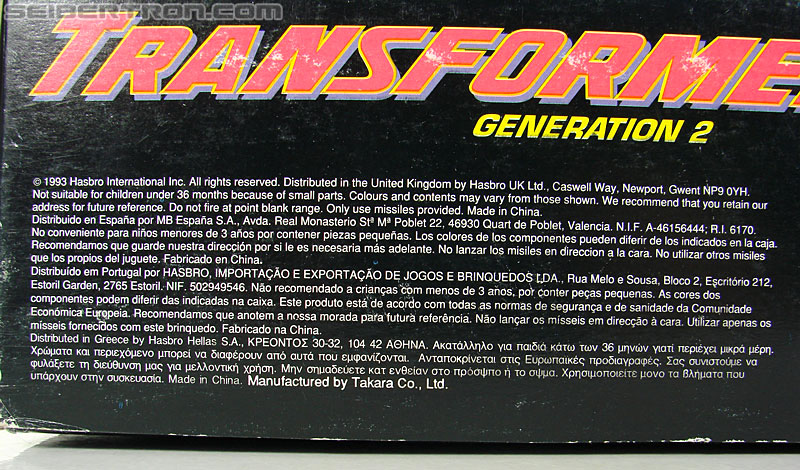 SEIBERTRON.COM
TRANSFORME
GENERATION 2
© 1993 Hasbro International Inc. All rights reserved. Distributed in the United Kingdom by Hasbro UK Ltd., Caswell Way, Newport, Gwent NP9 0YH.
Not suitable for children under 36 months because of small parts. Colours and contents may vary from those shown. We recommend that you retain our
address for future reference. Do not fire at point blank range. Only use missiles provided. Made in China.
Distribuido en España por MB España S.A., Avda. Real Monasterio Stª Mª Poblet 22, 46930 Quart de Poblet, Valencia. N.I.F. A-46156444; R.I. 6170.
No conveniente para niños menores de 3 años por contener piezas pequeñas. Los colores de los componentes pueden diferir de los indicados en la caja.
Recomendamos que guarde nuestra dirección por si le es necesaria más adelante. No lanzar los misiles en direccion a la cara. No utilizar otros misiles
que los propios del juguete. Fabricado en China.
Distribuído em Portugal por HASBRO, IMPORTAÇÃO E EXPORTAÇÃO DE JOGOS E BRINQUEDOS LDA., Rua Melo e Sousa, Bloco 2, Escritório 212,
Estoril Garden, 2765 Estoril. NIF. 502949546. Não recomendado a crianças com menos de 3 años, por conter peças pequenas. As cores dos
componentes podem diferir das indicadas na caixa. Este produto está de acordo com todas as normas de segurança e de sanidade da Comunidade
Económica Europeia. Recomendamos que anotem a nossa morada para futura referência. Não lançar os misseis em direcção à cara. Utilizar apenas os
misseis fornecidos com este brinquedo. Fabricado na China.
Distributed in Greece by Hasbro Hellas S.A., ΚΡΕΟΝΤΟΣ 30-32, 104 42 ΑΘΗΝΑ. Ακατάλληλο για παιδιά κάτω των 36 μηνών γιατί περιέχει μικρά μέρη.
Χρώματα και περιεχόμενο μπορεί να διαφέρουν από αυτά που εμφανίζονται. Ανταποκρίνεται στις Ευρωπαϊκές προδιαγραφές. Σας συνιστούμε να
φυλάξετε τη διεύθυνση μας για μελλοντική χρήση. Μην σημαδεύετε κατ ενθείαν στο πρόσψπο ή το σψμα. Χρησιμοποιείτε μονο τα βλήματα που
υπάρχουν στην συσκευασία. Made in China. Manufactured by Takara Co., Ltd.